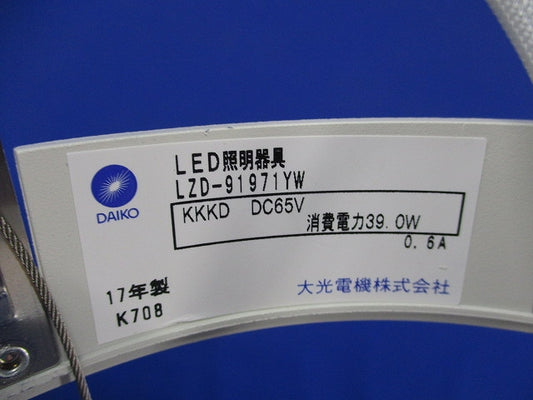 LED照明器具
LZD-91971YW
DAIKO
KKKD DC65V
消費電力39.0W
0.6A
17年製
K708
大光電機株式会社